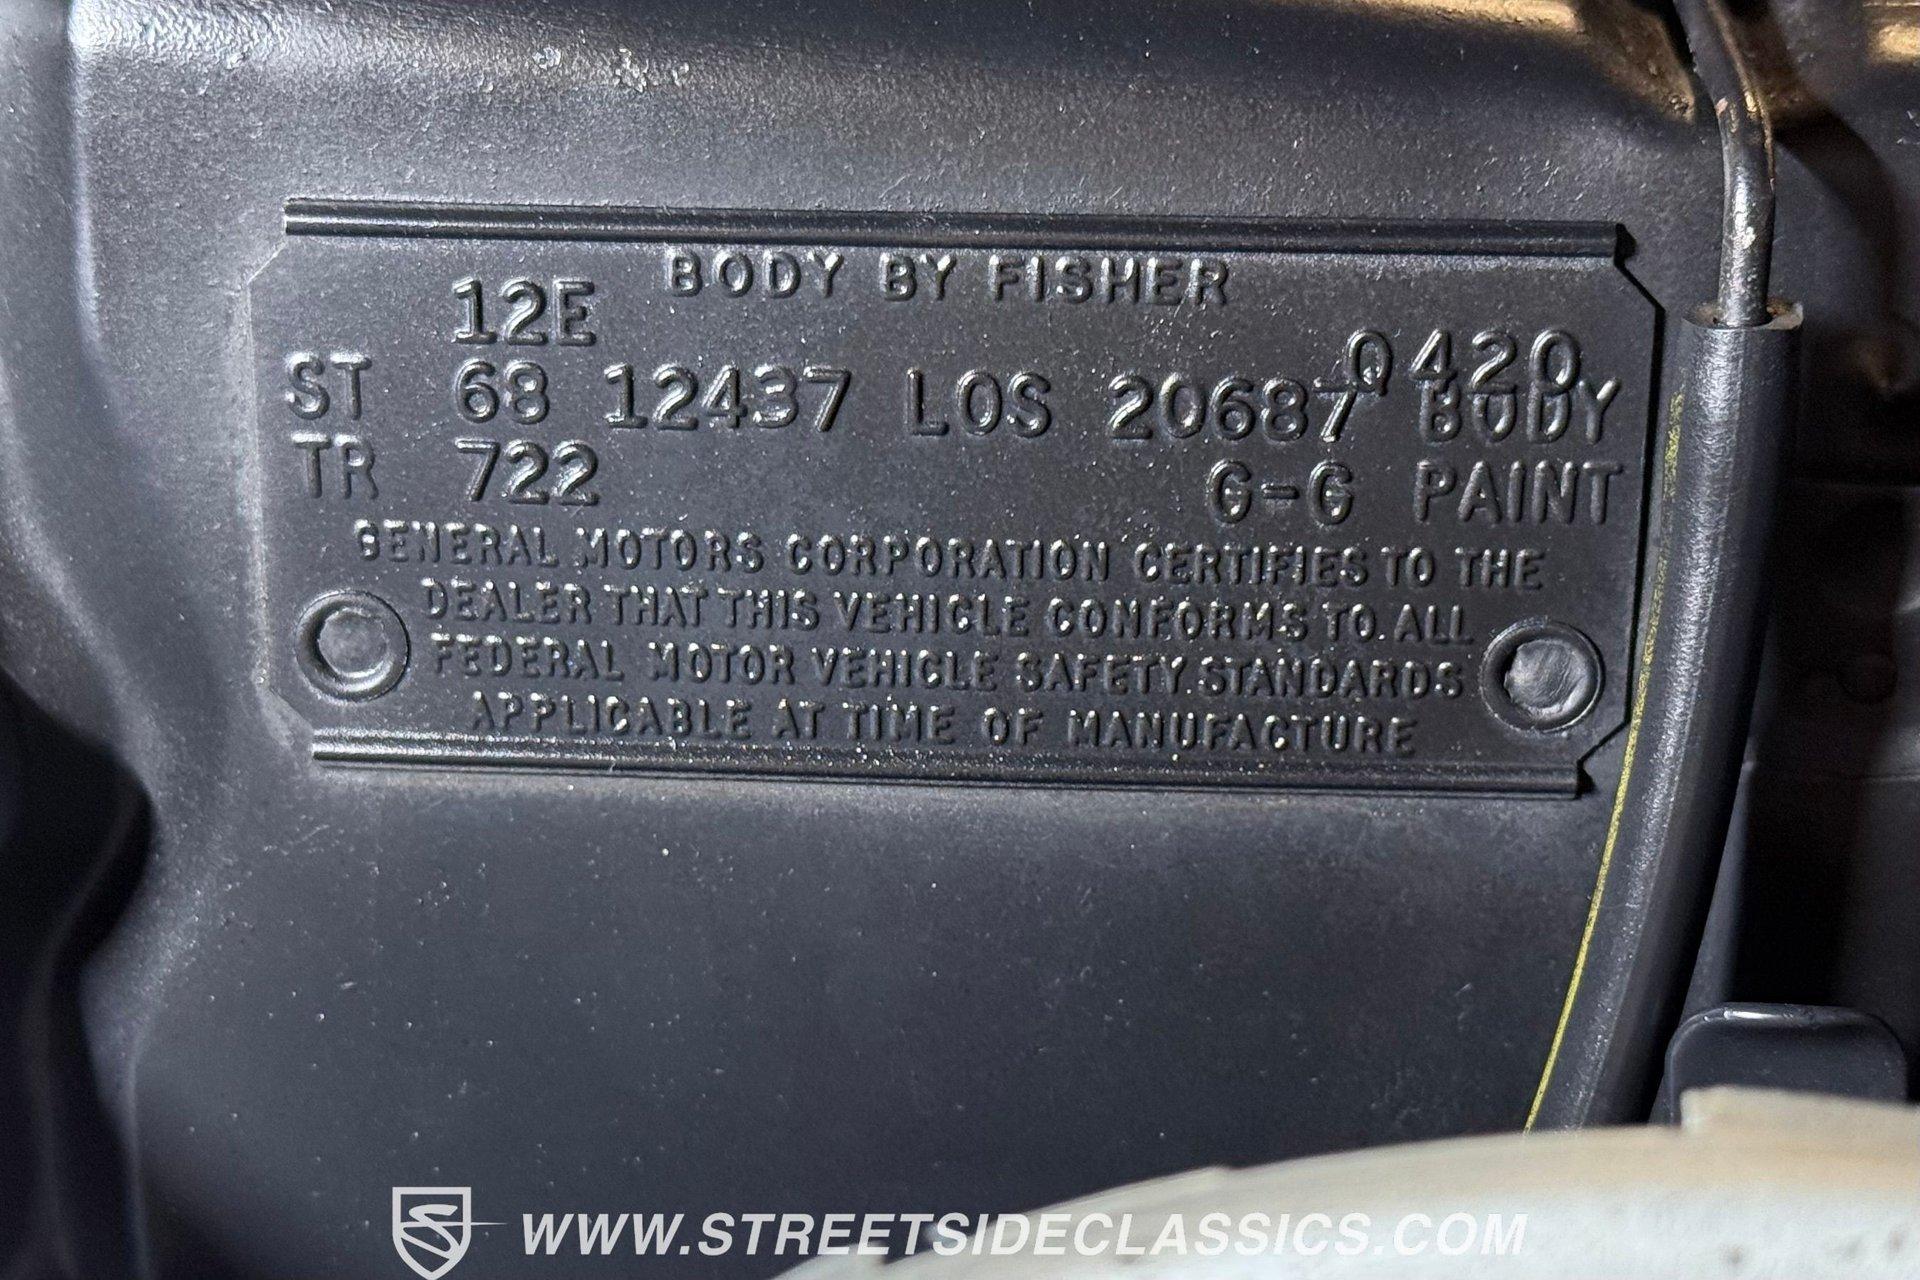 BODY BY FISHER
12E
0420
ST 68 12437 LOS 20687 BODY
TR 722 G-G PAINT
GENERAL MOTORS CORPORATION CERTIFIES TO THE
DEALER THAT THIS VEHICLE CONFORMS TO ALL
FEDERAL MOTOR VEHICLE SAFETY STANDARDS
APPLICABLE AT TIME OF MANUFACTURE
WWW.STREETSIDECLASSICS.COM